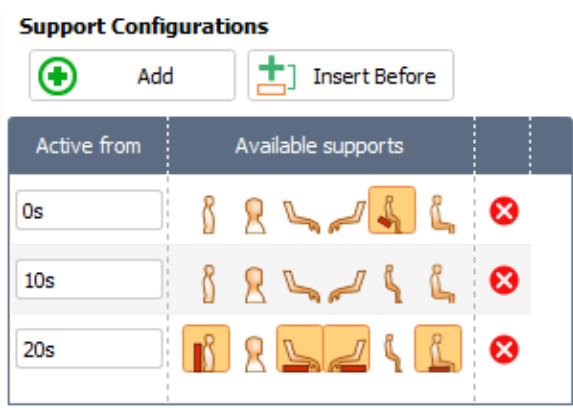 Support Configurations
Add Insert Before
Active from Available supports
0s
10s
20s